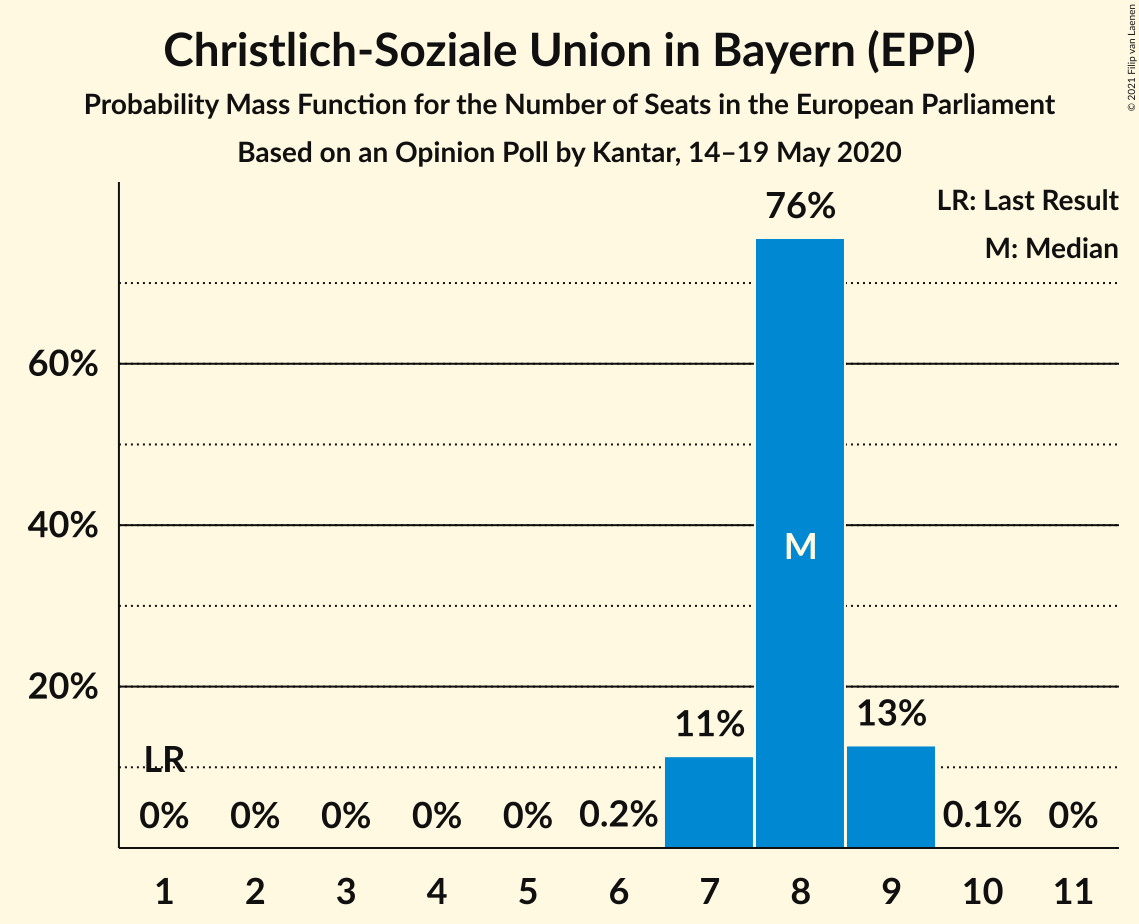 Christlich-Soziale Union in Bayern (EPP)
Probability Mass Function for the Number of Seats in the European Parliament
Based on an Opinion Poll by Kantar, 14–19 May 2020
© 2021 Filip van Laenen
LR: Last Result
M: Median
76%
60%
40%
M
20%
11%
13%
LR
0%
0%
0%
0%
0%
0.2%
0.1%
0%
1 2 3 4 5 6 7 8 9 10 11